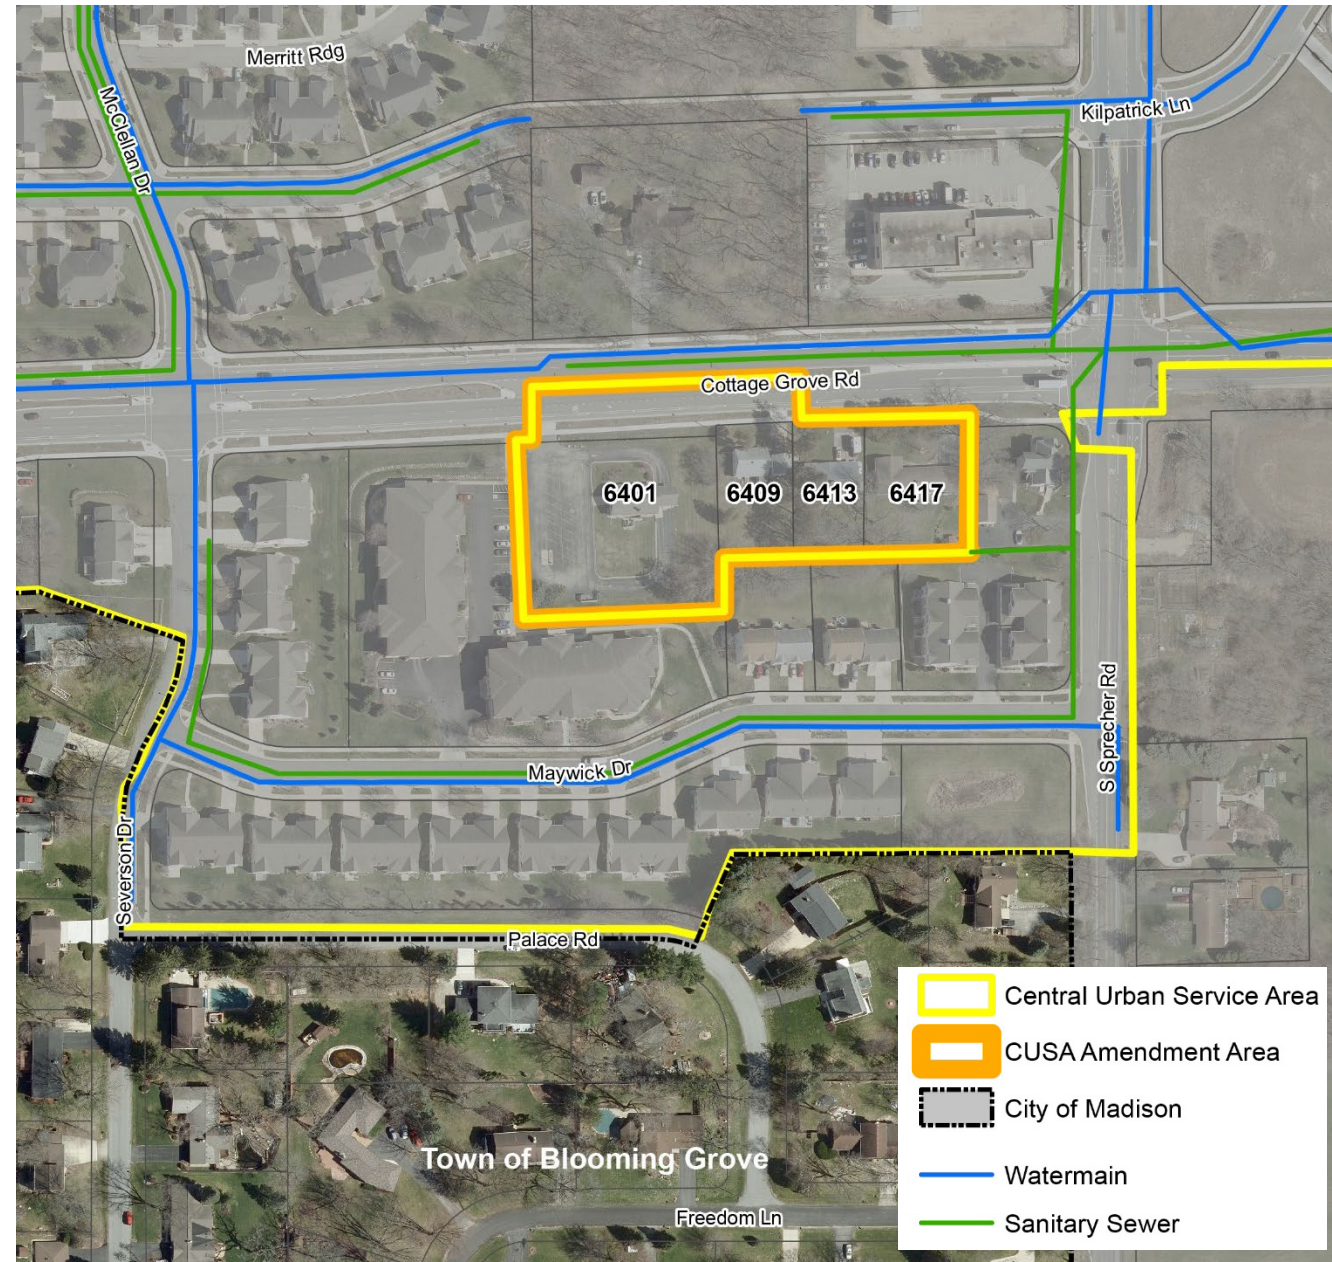 Merritt Rdg
McClellan Dr
Kilpatrick Ln
Cottage Grove Rd
6401
6409
6413
6417
S Sprecher Rd
Maywick Dr
Severson Dr
Palace Rd
Central Urban Service Area
CUSA Amendment Area
City of Madison
Watermain
Sanitary Sewer
Town of Blooming Grove
Freedom Ln